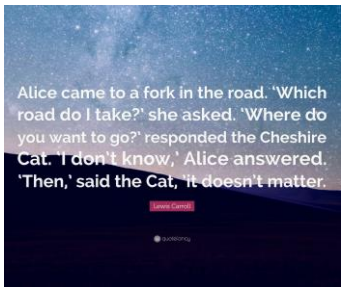 Alice came to a fork in the road. 'Which
road do I take?' she asked. 'Where do
you want to go?' responded the Cheshire
Cat. 'I don't know,' Alice answered.
'Then,' said the Cat, 'it doesn't matter.
Lewis Carroll
quotefancy